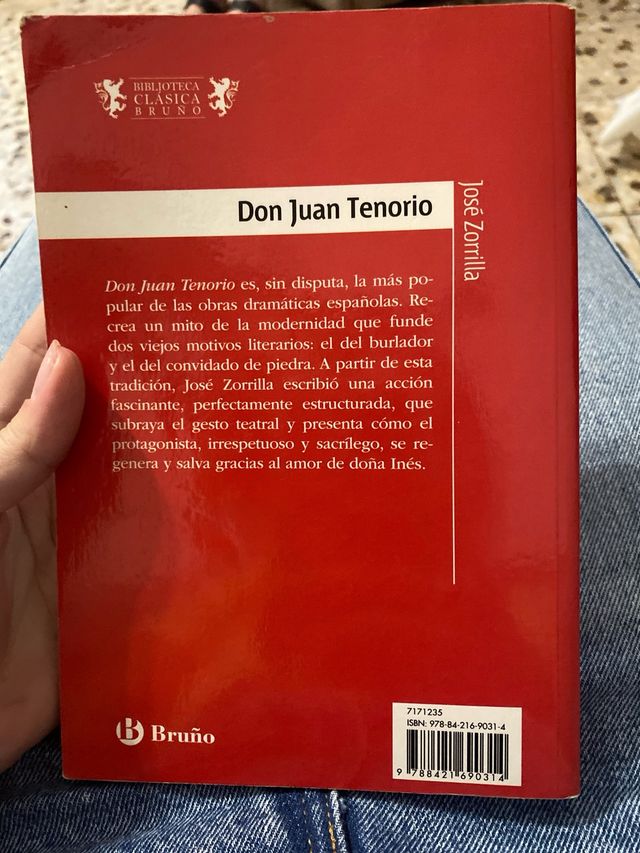 BIBLIOTECA
CLÁSICA
BRUÑO
Don Juan Tenorio
José Zorrilla
Don Juan Tenorio es, sin disputa, la más po-
pular de las obras dramáticas españolas. Re-
crea un mito de la modernidad que funde
dos viejos motivos literarios: el del burlador
y el del convidado de piedra. A partir de esta
tradición, José Zorrilla escribió una acción
fascinante, perfectamente estructurada, que
subraya el gesto teatral y presenta cómo el
protagonista, irrespetuoso y sacrílego, se re-
genera y salva gracias al amor de doña Inés.
B Bruño
7171235
ISBN: 978-84-216-9031-4
9 788421 690314